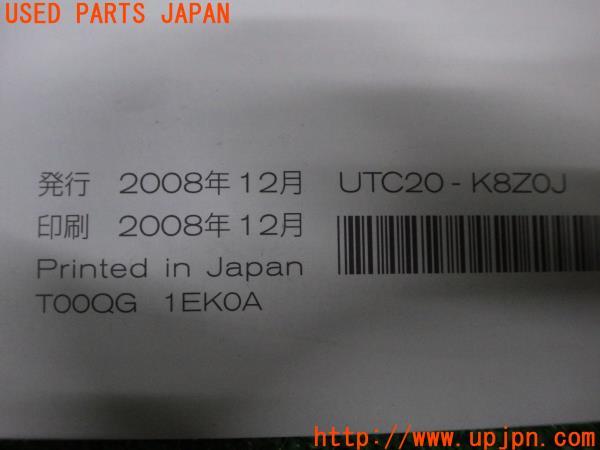 USED PARTS JAPAN
発行 2008年12月 UTC20-K8Z0J
印刷 2008年12月
Printed in Japan
T00QG 1EK0A
http://www.upjpn.com